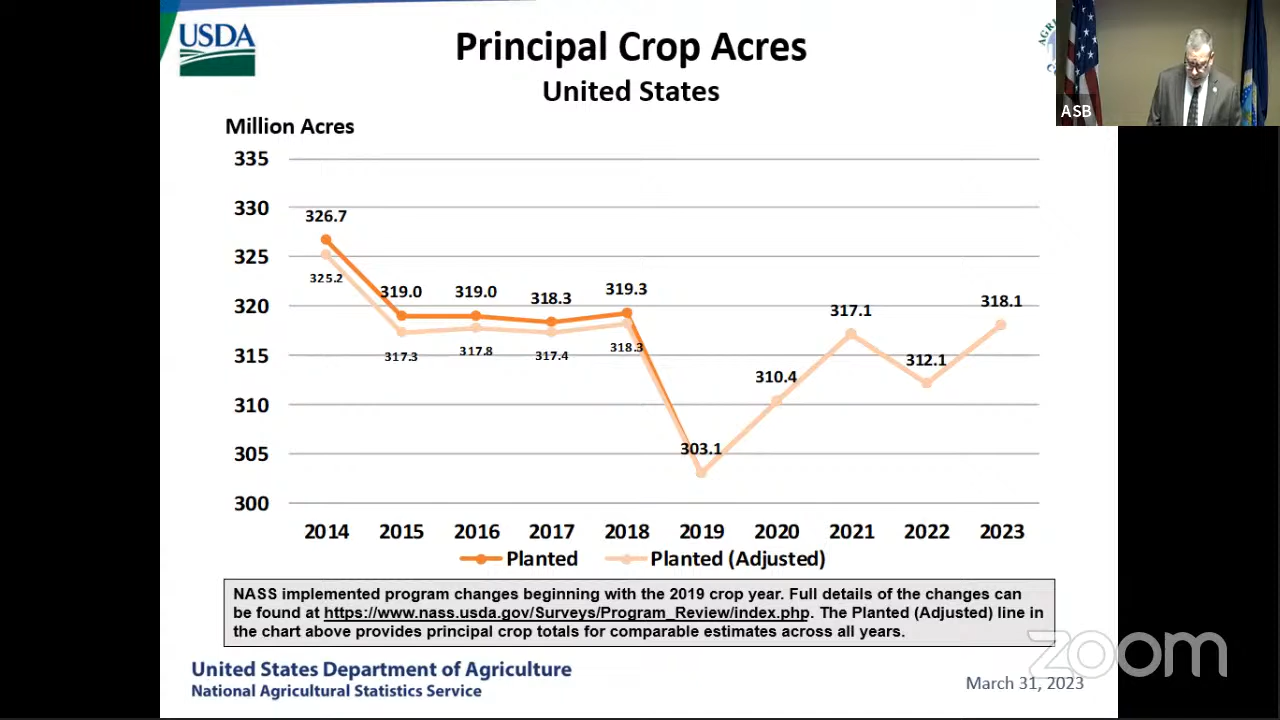 USDA
Principal Crop Acres
United States
AGRI
ASB
Million Acres
335
330
325
320
315
310
305
300
326.7
319.0
319.0
318.3
319.3
303.1
310.4
317.1
312.1
318.1
325.2
317.3
317.8
317.4
318.3
2014 2015 2016 2017 2018 2019 2020 2021 2022 2023
Planted Planted (Adjusted)
NASS implemented program changes beginning with the 2019 crop year. Full details of the changes can
be found at https://www.nass.usda.gov/Surveys/Program_Review/index.php. The Planted (Adjusted) line in
the chart above provides principal crop totals for comparable estimates across all years.
United States Department of Agriculture
National Agricultural Statistics Service
March 31, 2023
zoom